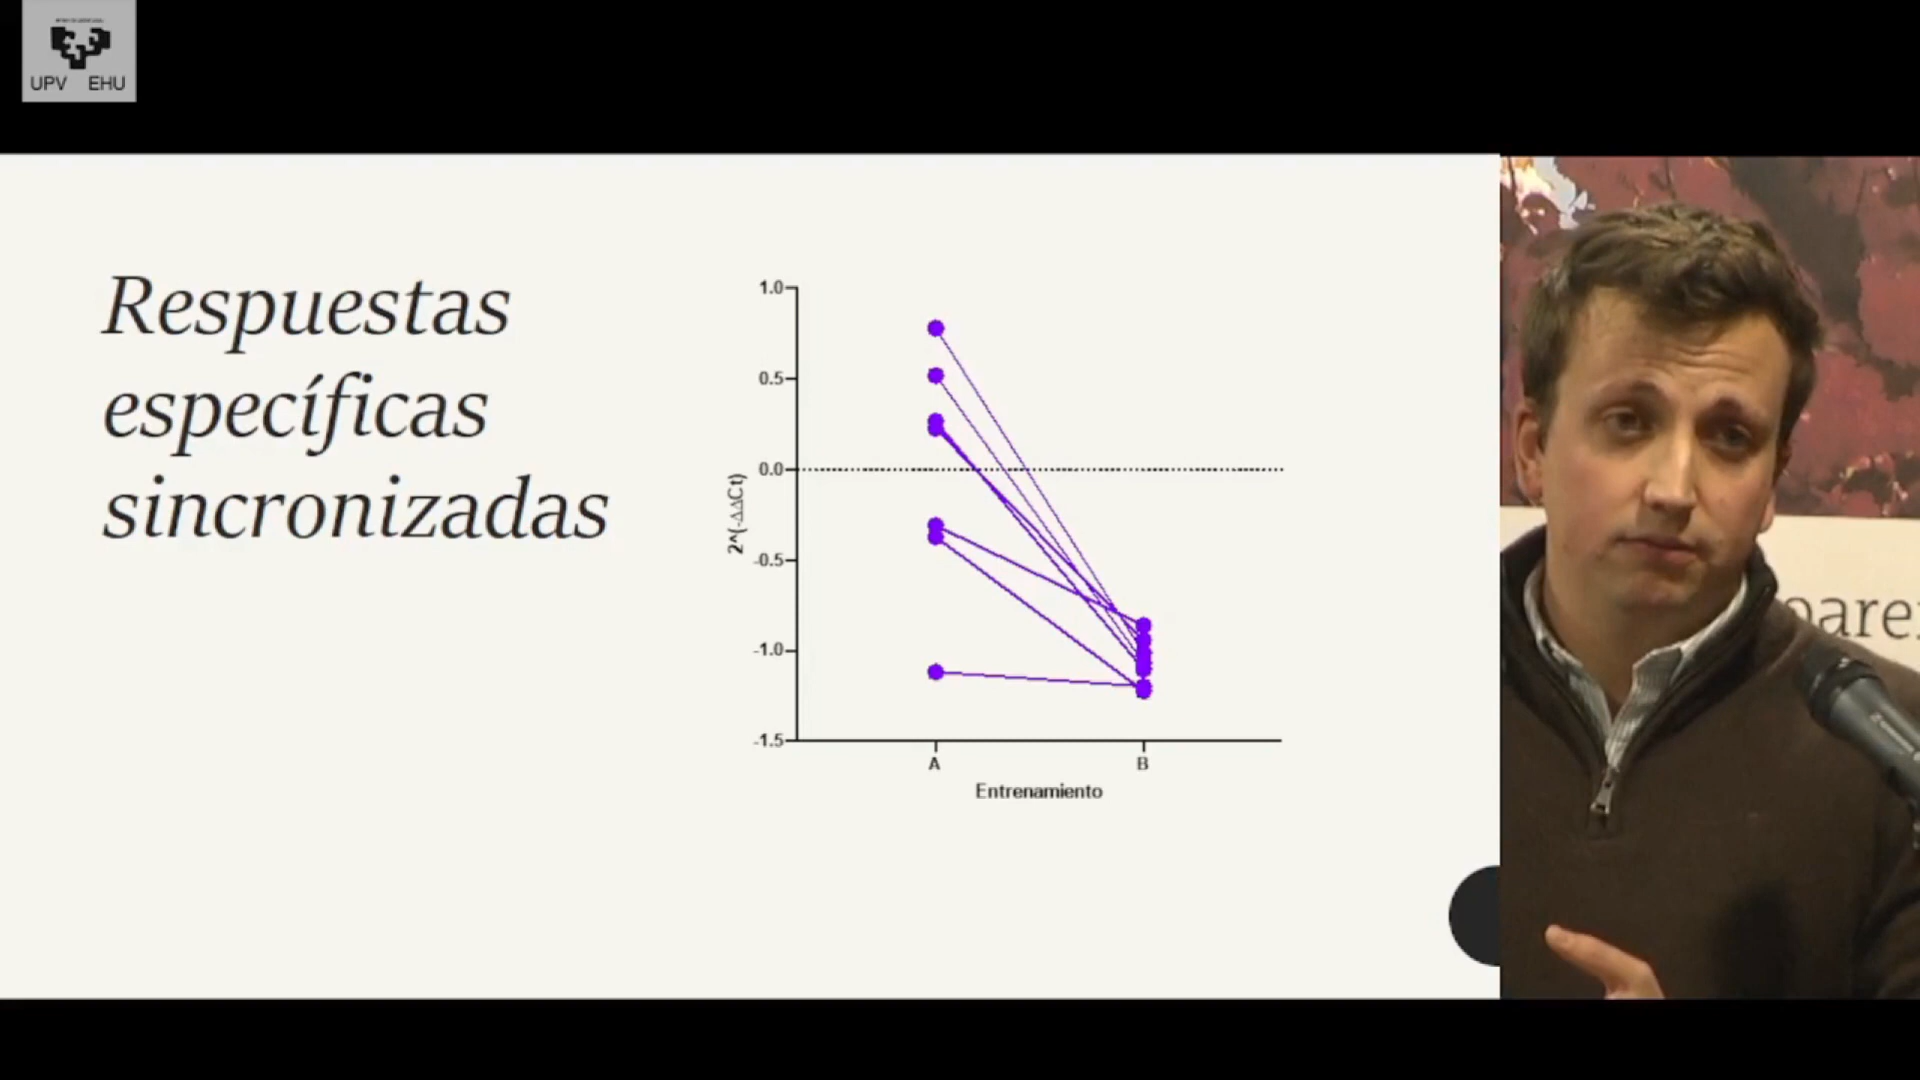 UPV EHU
Respuestas
específicas
sincronizadas
1.0
0.5
0.0
-0.5
-1.0
-1.5
2^(-ΔΔCt)
A B
Entrenamiento